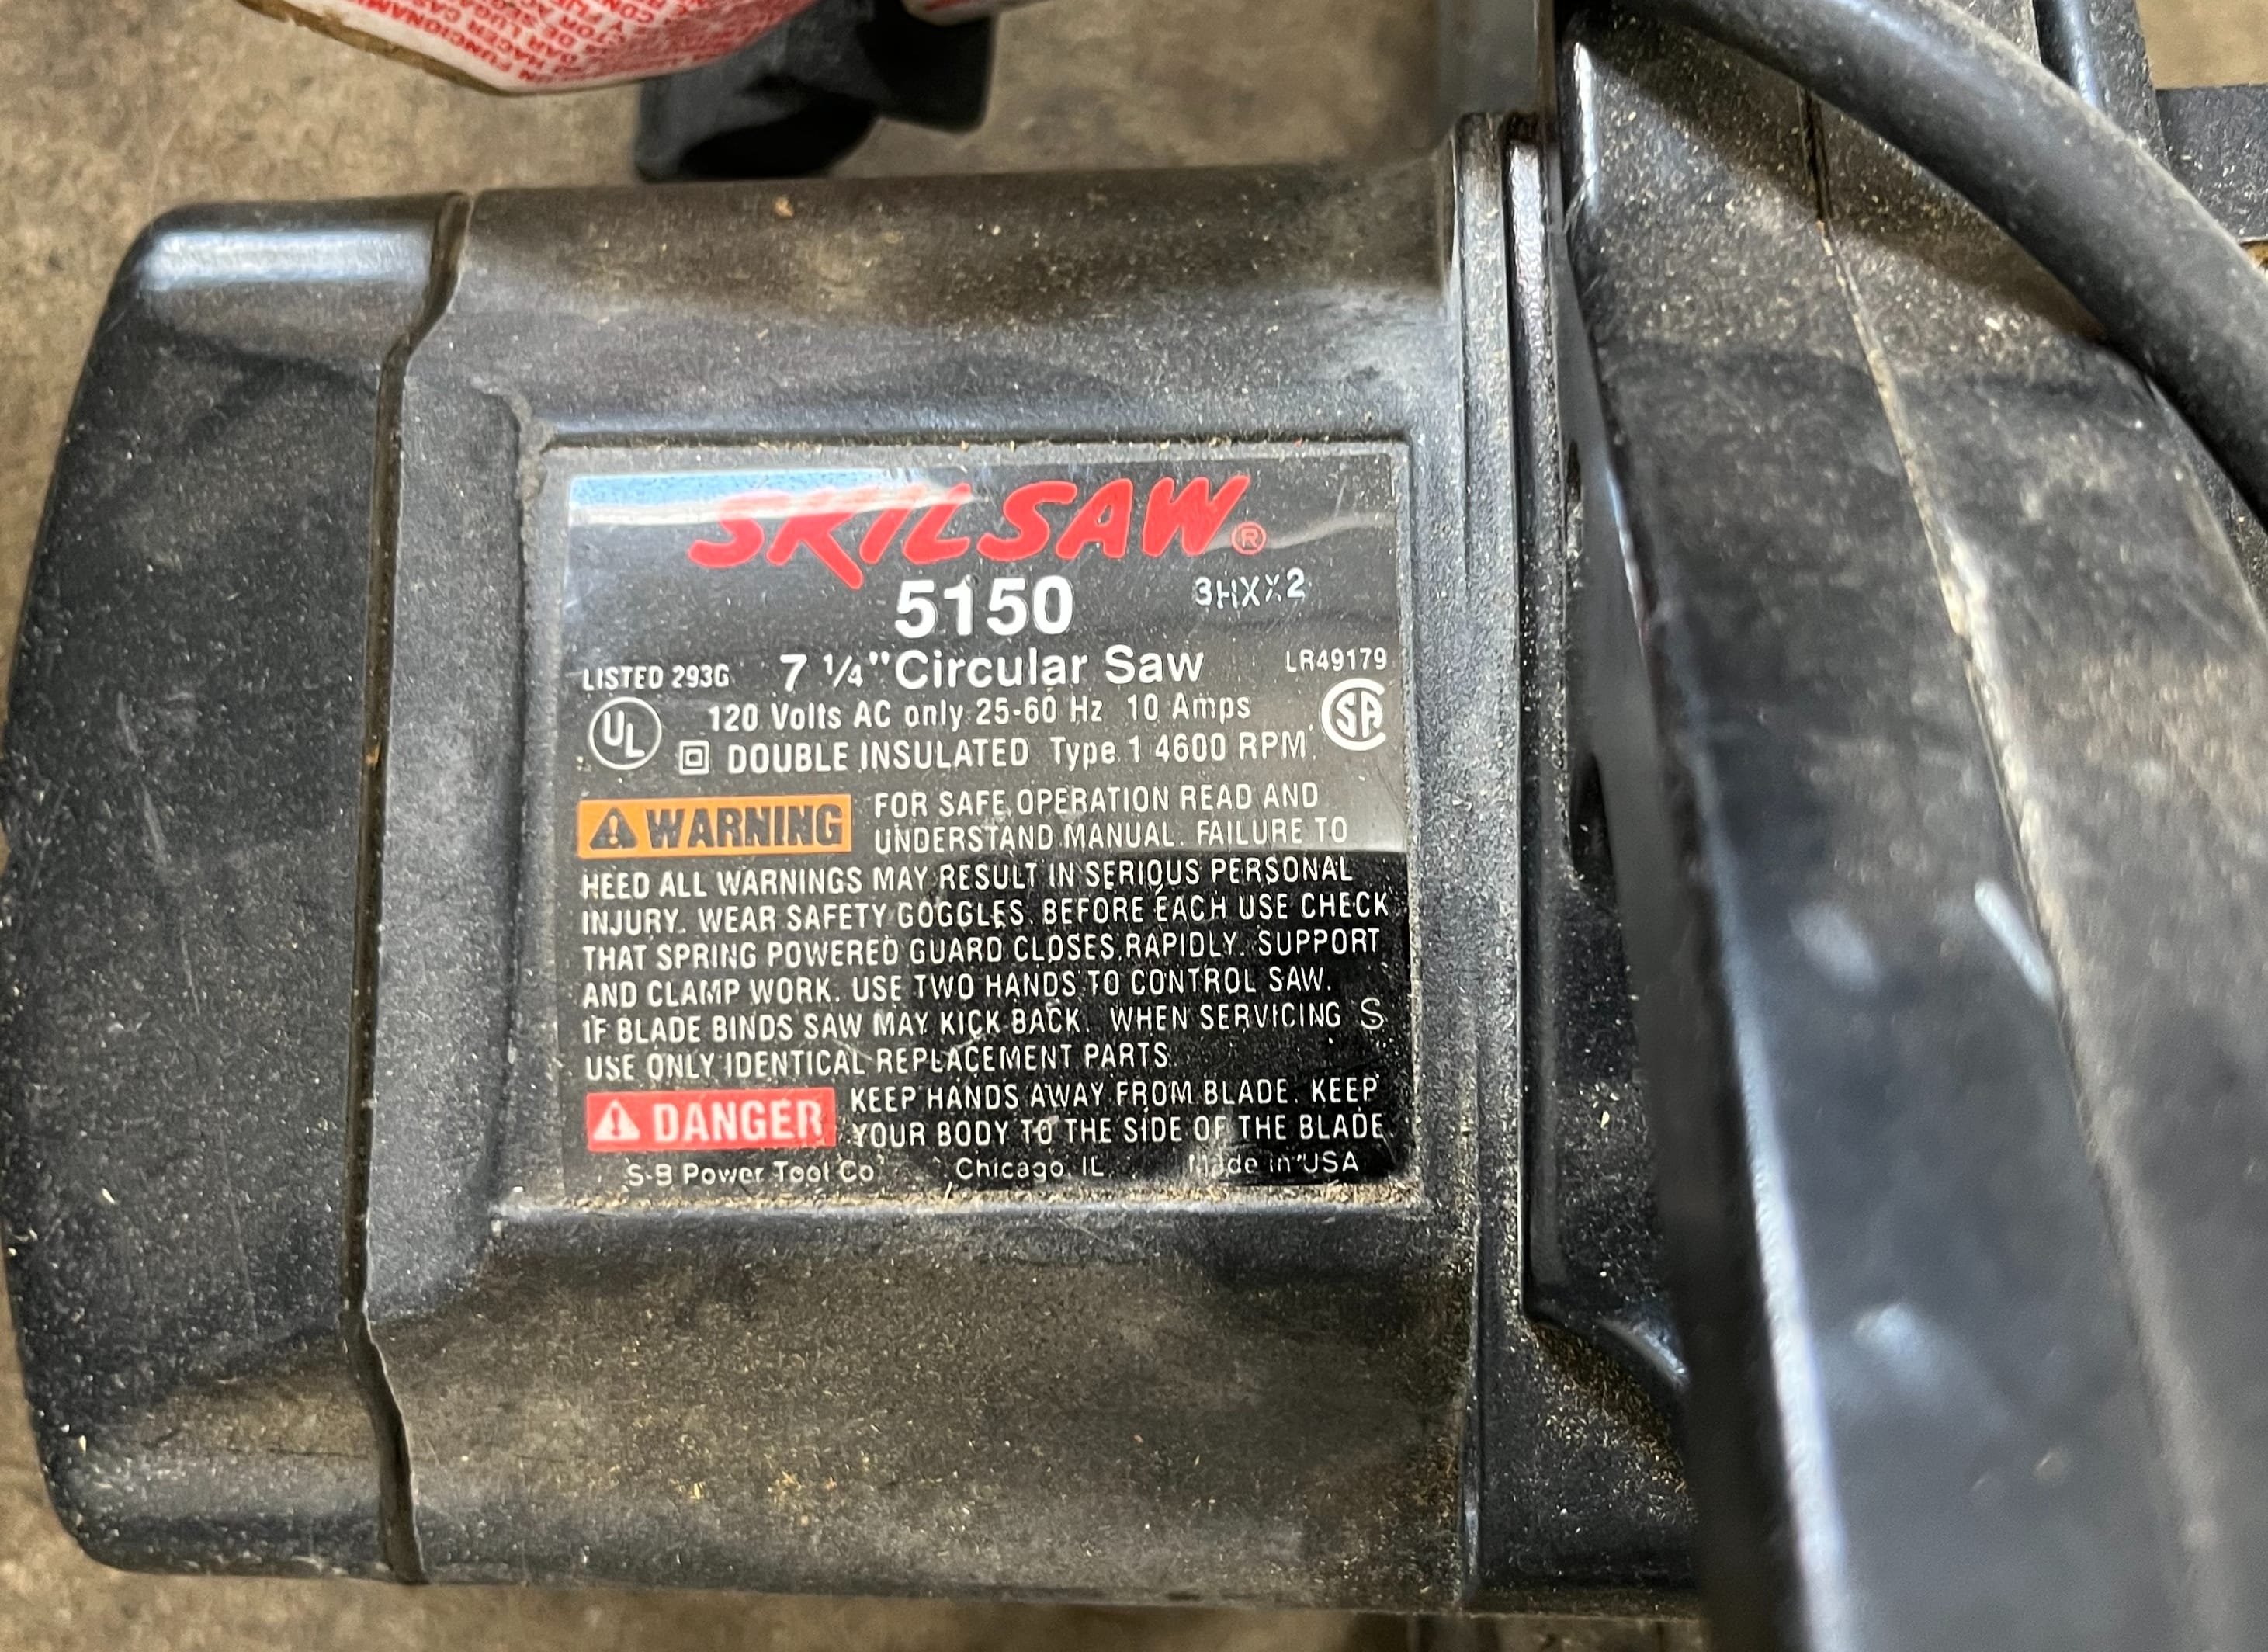 SKILSAW®
5150 3HXX2
LISTED 293G 7 1/4" Circular Saw LR49179
UL 120 Volts AC only 25-60 Hz 10 Amps SA
DOUBLE INSULATED Type 1 4600 RPM
WARNING FOR SAFE OPERATION READ AND
UNDERSTAND MANUAL. FAILURE TO
HEED ALL WARNINGS MAY RESULT IN SERIOUS PERSONAL
INJURY. WEAR SAFETY GOGGLES. BEFORE EACH USE CHECK
THAT SPRING POWERED GUARD CLOSES RAPIDLY. SUPPORT
AND CLAMP WORK. USE TWO HANDS TO CONTROL SAW.
IF BLADE BINDS SAW MAY KICK BACK. WHEN SERVICING S
USE ONLY IDENTICAL REPLACEMENT PARTS
DANGER KEEP HANDS AWAY FROM BLADE. KEEP
YOUR BODY TO THE SIDE OF THE BLADE
S-B Power Tool Co Chicago IL Made in USA